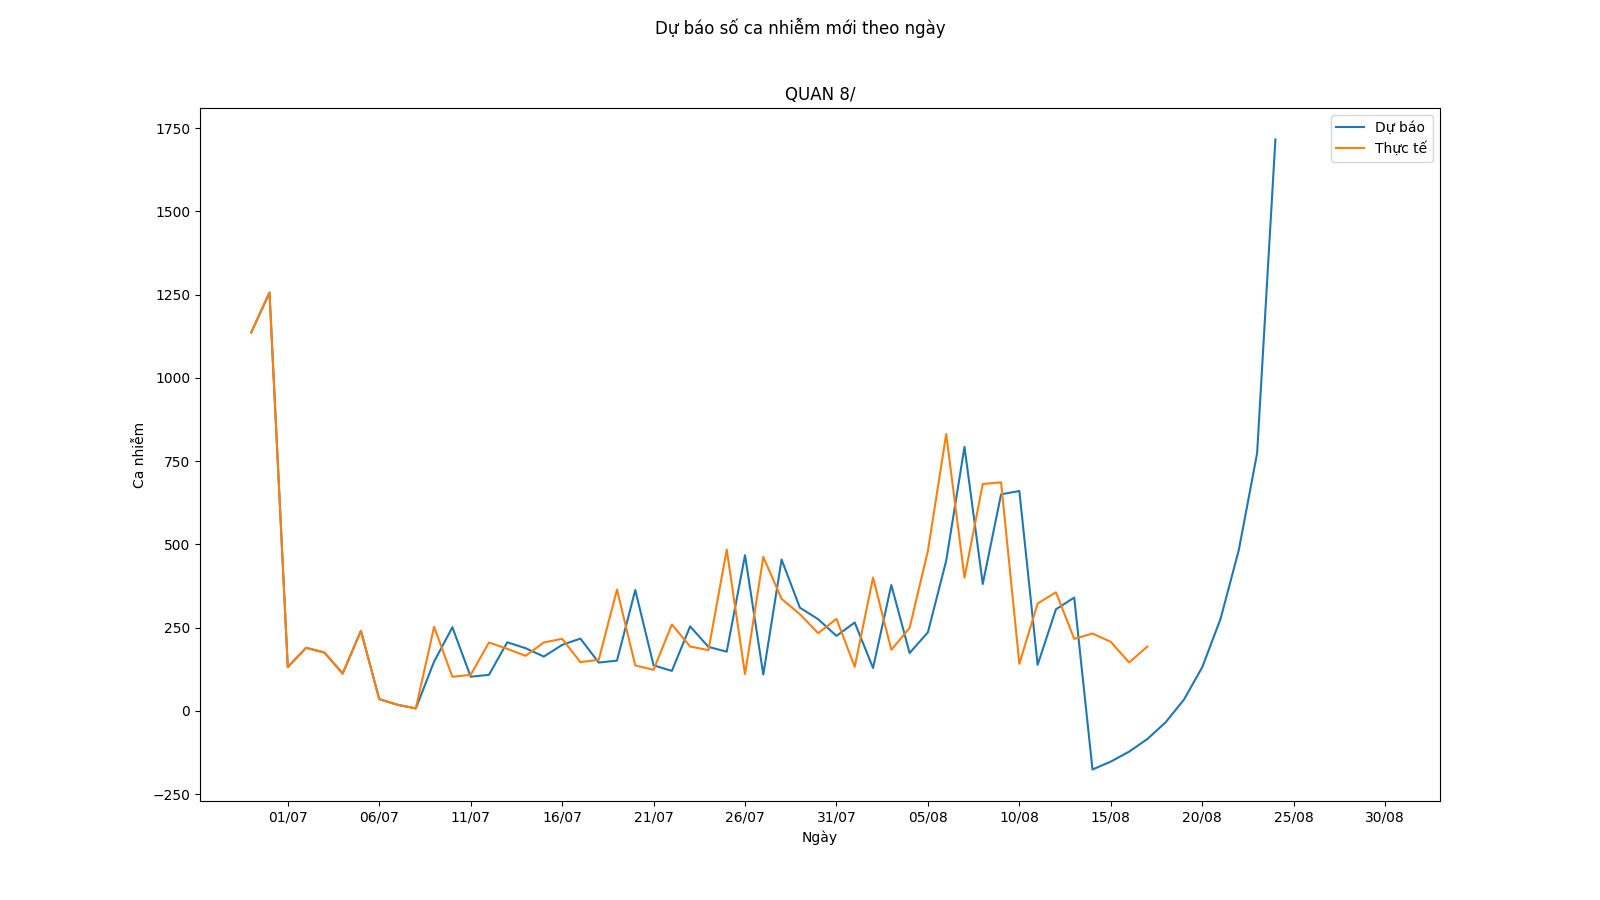 Dự báo số ca nhiễm mới theo ngày
QUAN 8/
Dự báo
Thực tế
Ca nhiễm
1750
1500
1250
1000
750
500
250
0
−250
01/07 06/07 11/07 16/07 21/07 26/07 31/07 05/08 10/08 15/08 20/08 25/08 30/08
Ngày